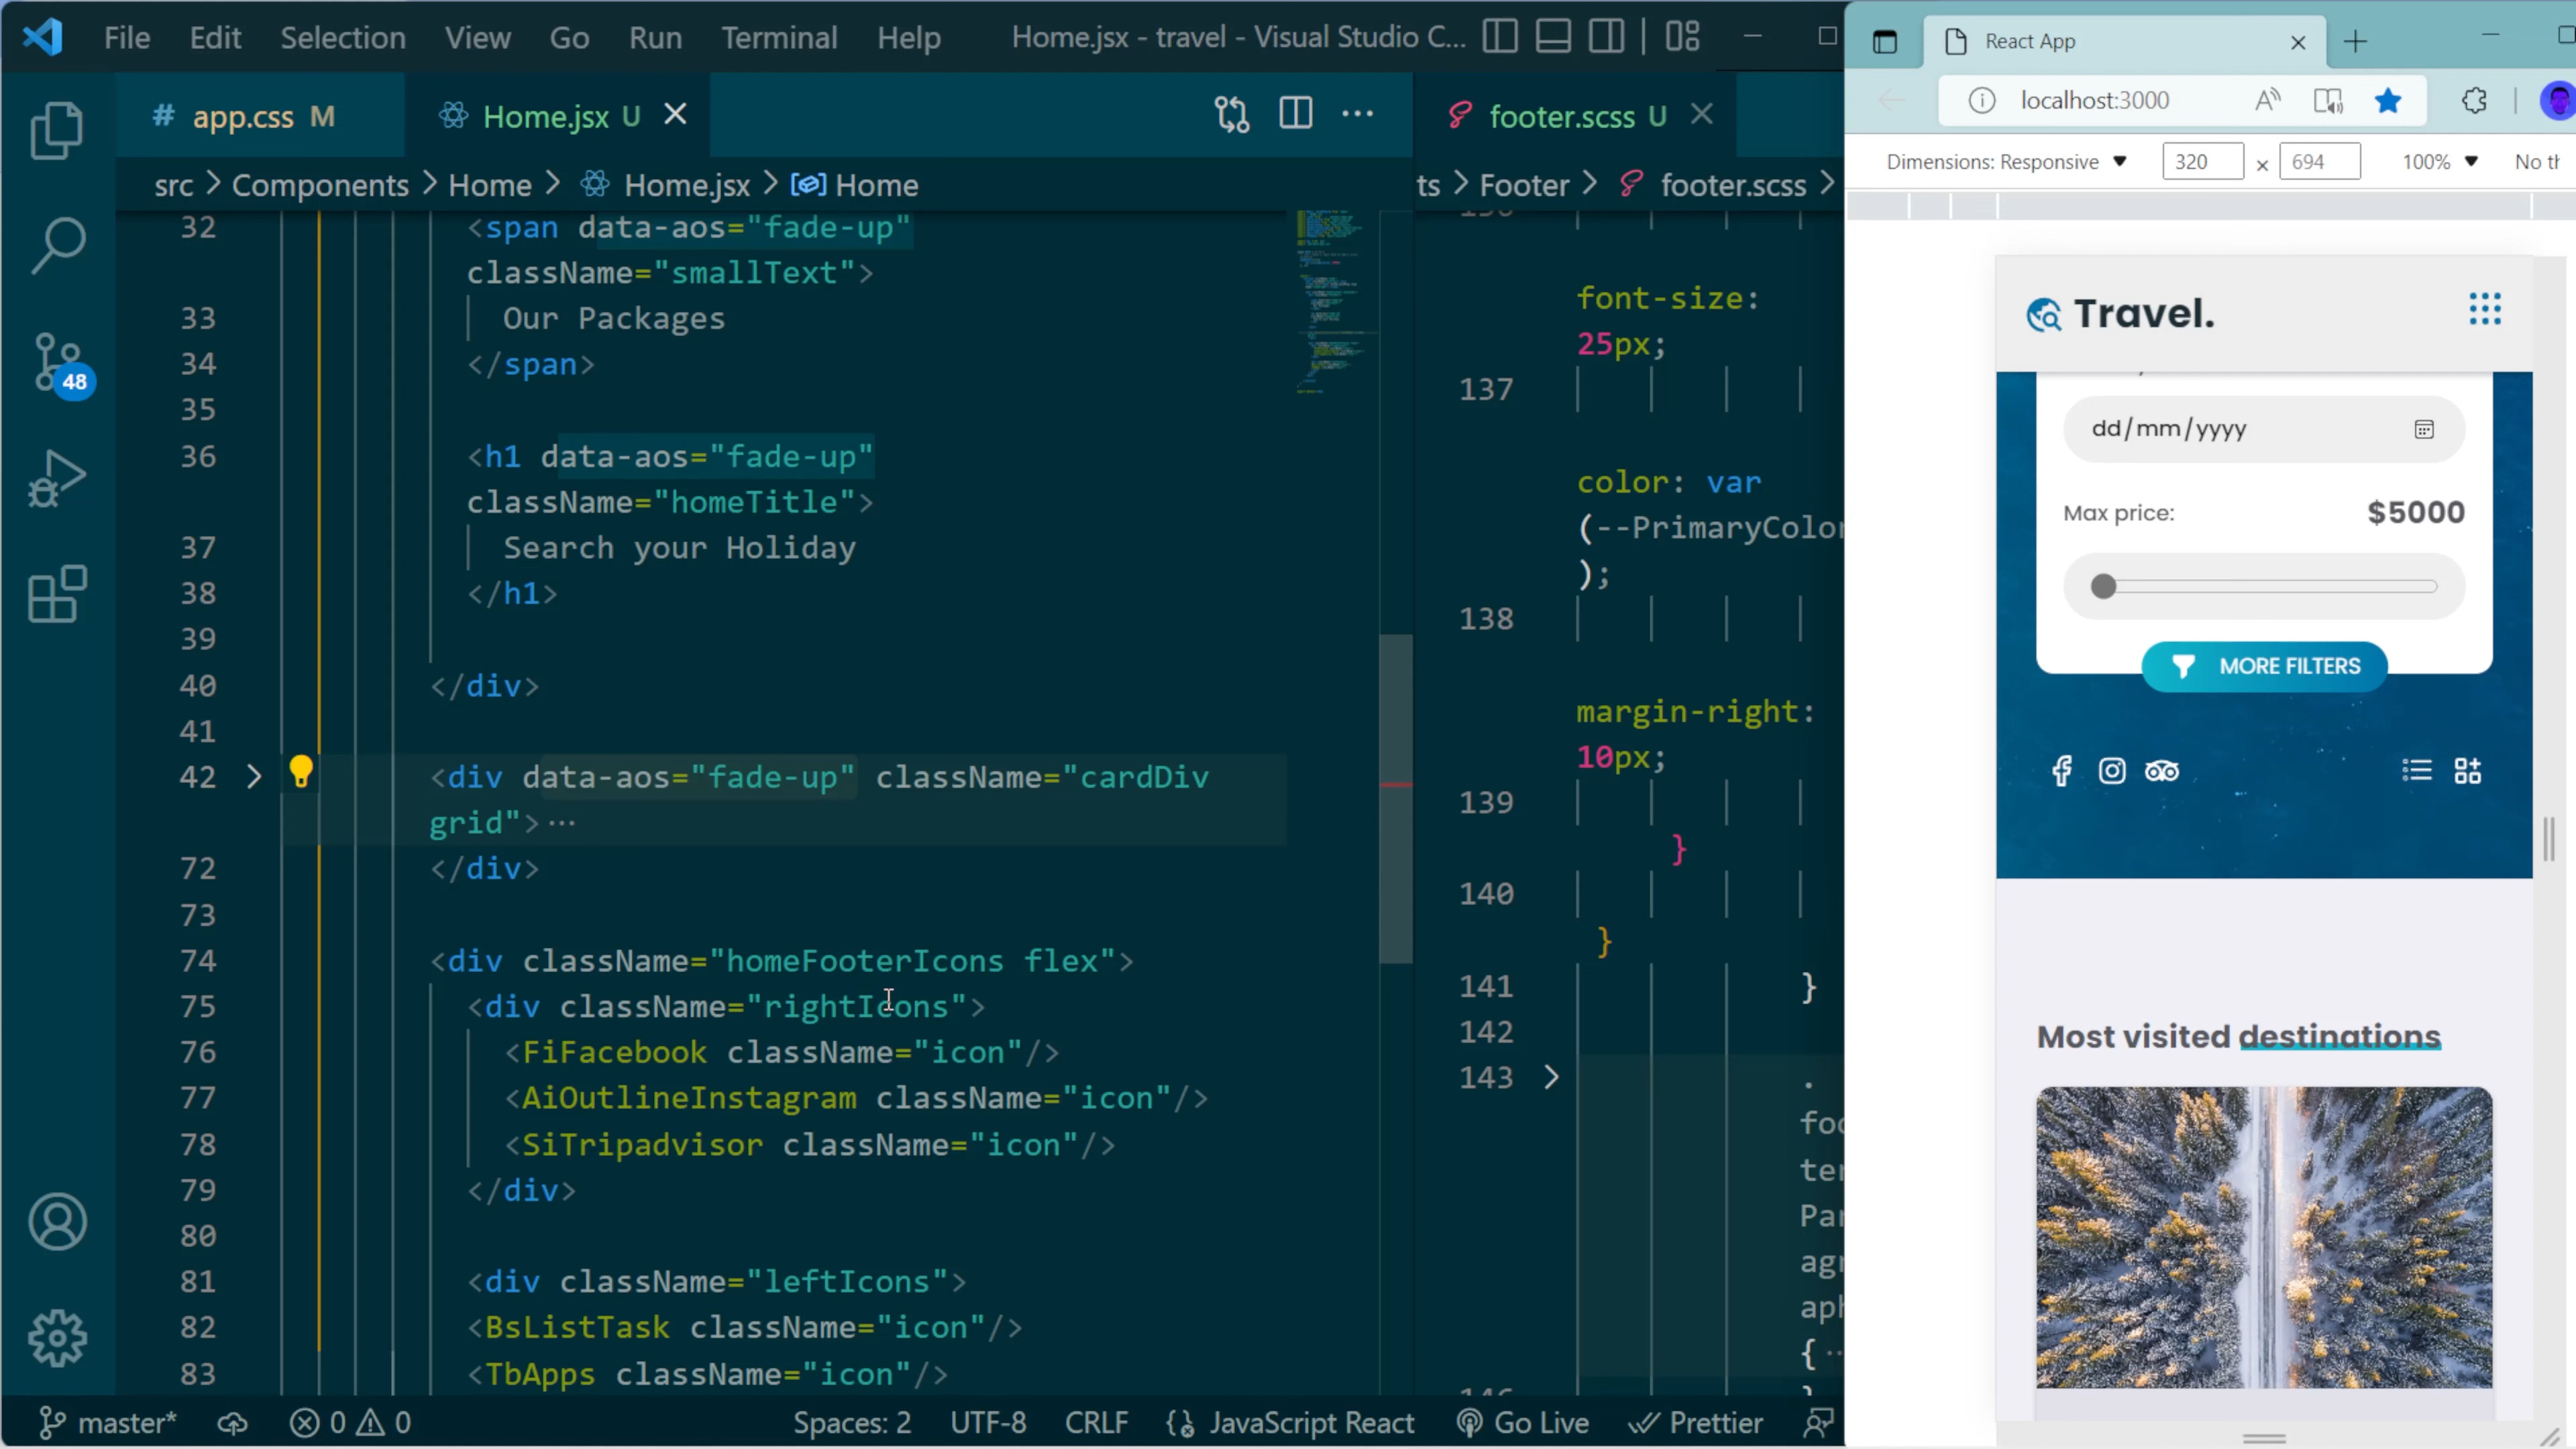 File Edit Selection View Go Run Terminal Help Home.jsx - travel - Visual Studio C...
# app.css M
Home.jsx U
src > Components > Home > Home.jsx > Home
32 <span data-aos="fade-up"
className="smallText">
33 Our Packages
34 </span>
35
36 <h1 data-aos="fade-up"
className="homeTitle">
37 Search your Holiday
38 </h1>
39
40 </div>
41
42 <div data-aos="fade-up" className="cardDiv
grid">...
72 </div>
73
74 <div className="homeFooterIcons flex">
75 <div className="rightIcons">
76 <FiFacebook className="icon"/>
77 <AiOutlineInstagram className="icon"/>
78 <SiTripadvisor className="icon"/>
79 </div>
80
81 <div className="leftIcons">
82 <BsListTask className="icon"/>
83 <TbApps className="icon"/>
48
footer.scss U
ts > Footer > footer.scss >
font-size:
25px;
137
color: var
(--PrimaryColor
);
138
margin-right:
10px;
139
}
140
}
141 }
142
143 .
foo
ter
Par
agr
aph
{ ..
master* 0 0 Spaces: 2 UTF-8 CRLF JavaScript React Go Live Prettier
React App
localhost:3000
Dimensions: Responsive 320 × 694 100% No th
Travel.
dd/mm/yyyy
Max price: $5000
MORE FILTERS
Most visited destinations